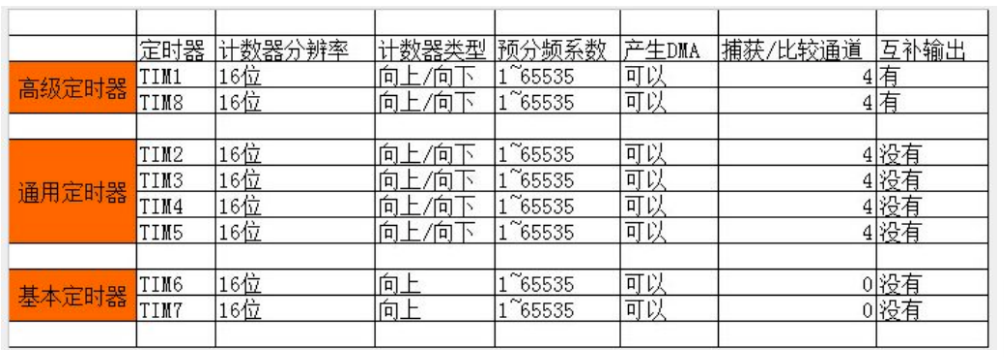 定时器 计数器分辨率 计数器类型 预分频系数 产生DMA 捕获/比较通道 互补输出
高级定时器 TIM1 16位 向上/向下 1~65535 可以 4 有
TIM8 16位 向上/向下 1~65535 可以 4 有
通用定时器 TIM2 16位 向上/向下 1~65535 可以 4 没有
TIM3 16位 向上/向下 1~65535 可以 4 没有
TIM4 16位 向上/向下 1~65535 可以 4 没有
TIM5 16位 向上/向下 1~65535 可以 4 没有
基本定时器 TIM6 16位 向上 1~65535 可以 0 没有
TIM7 16位 向上 1~65535 可以 0 没有